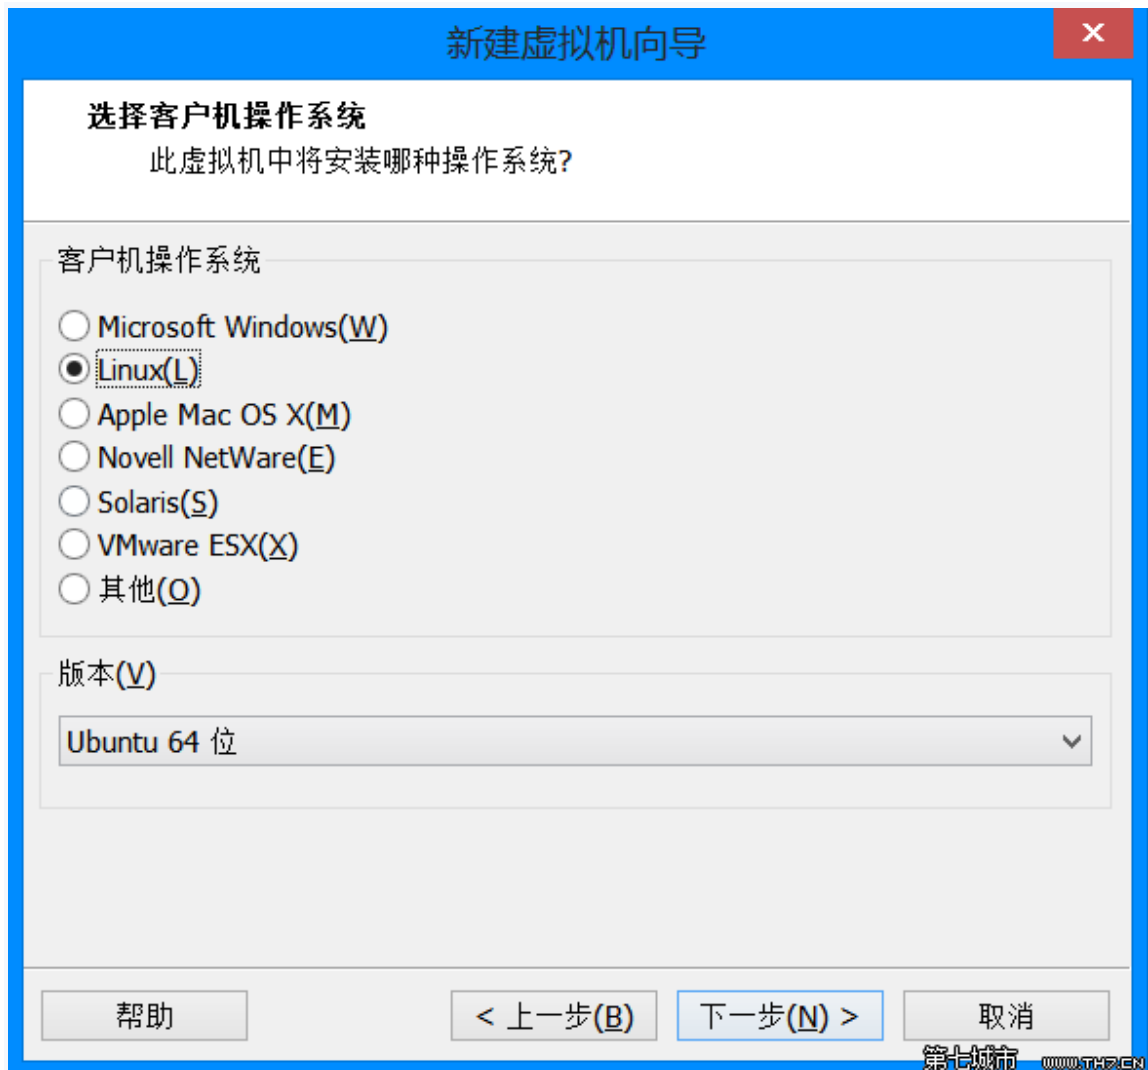 新建虚拟机向导
选择客户机操作系统
此虚拟机中将安装哪种操作系统?
客户机操作系统
Microsoft Windows(W)
Linux(L)
Apple Mac OS X(M)
Novell NetWare(E)
Solaris(S)
VMware ESX(X)
其他(O)
版本(V)
Ubuntu 64 位
帮助
< 上一步(B)
下一步(N) >
取消
第七城市 WWW.TH7.CN